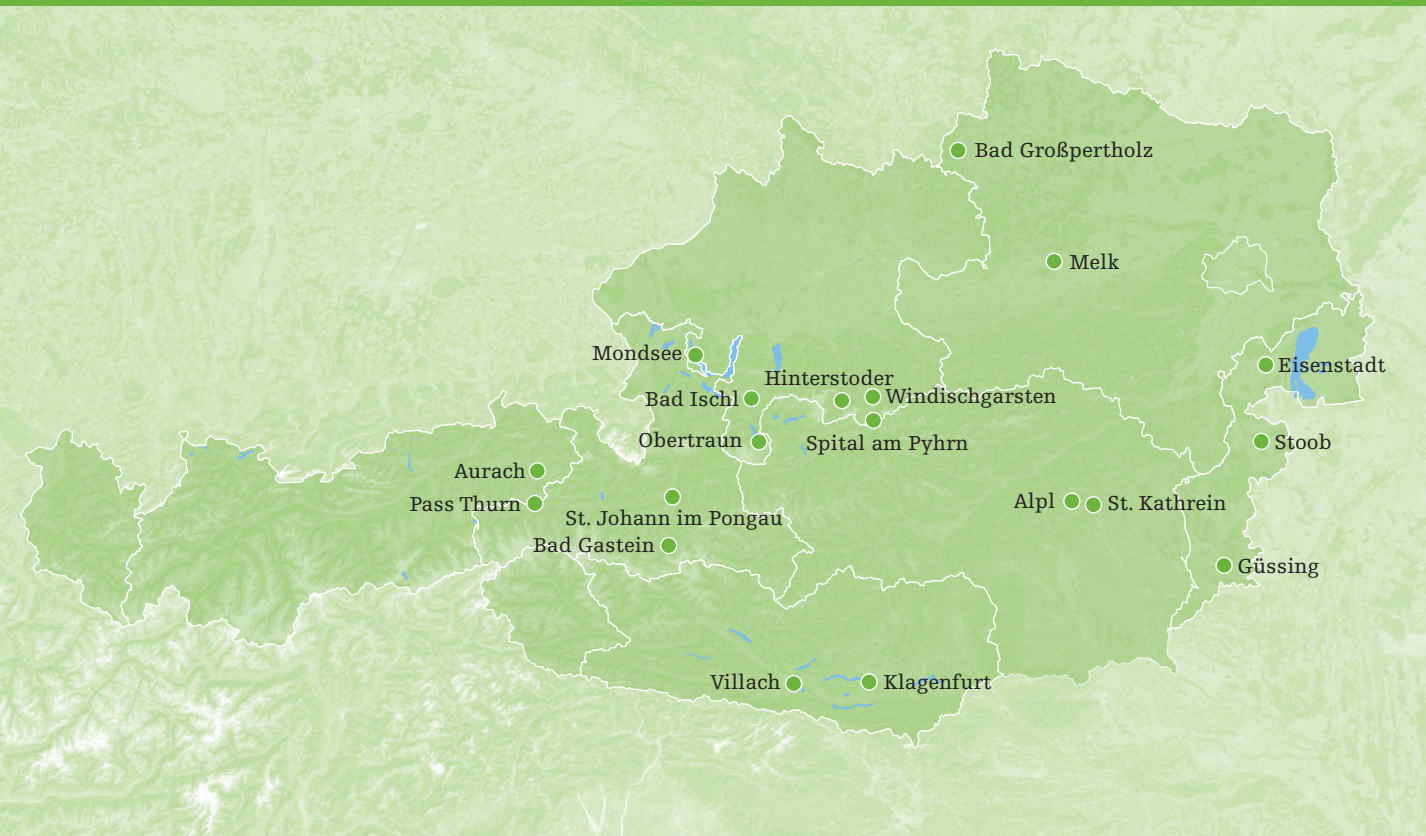 Bad Großpertholz
Melk
Mondsee
Eisenstadt
Hinterstoder
Bad Ischl
Windischgarsten
Obertraun
Spital am Pyhrn
Stoob
Aurach
Pass Thurn
Alpl
St. Kathrein
St. Johann im Pongau
Bad Gastein
Güssing
Villach
Klagenfurt